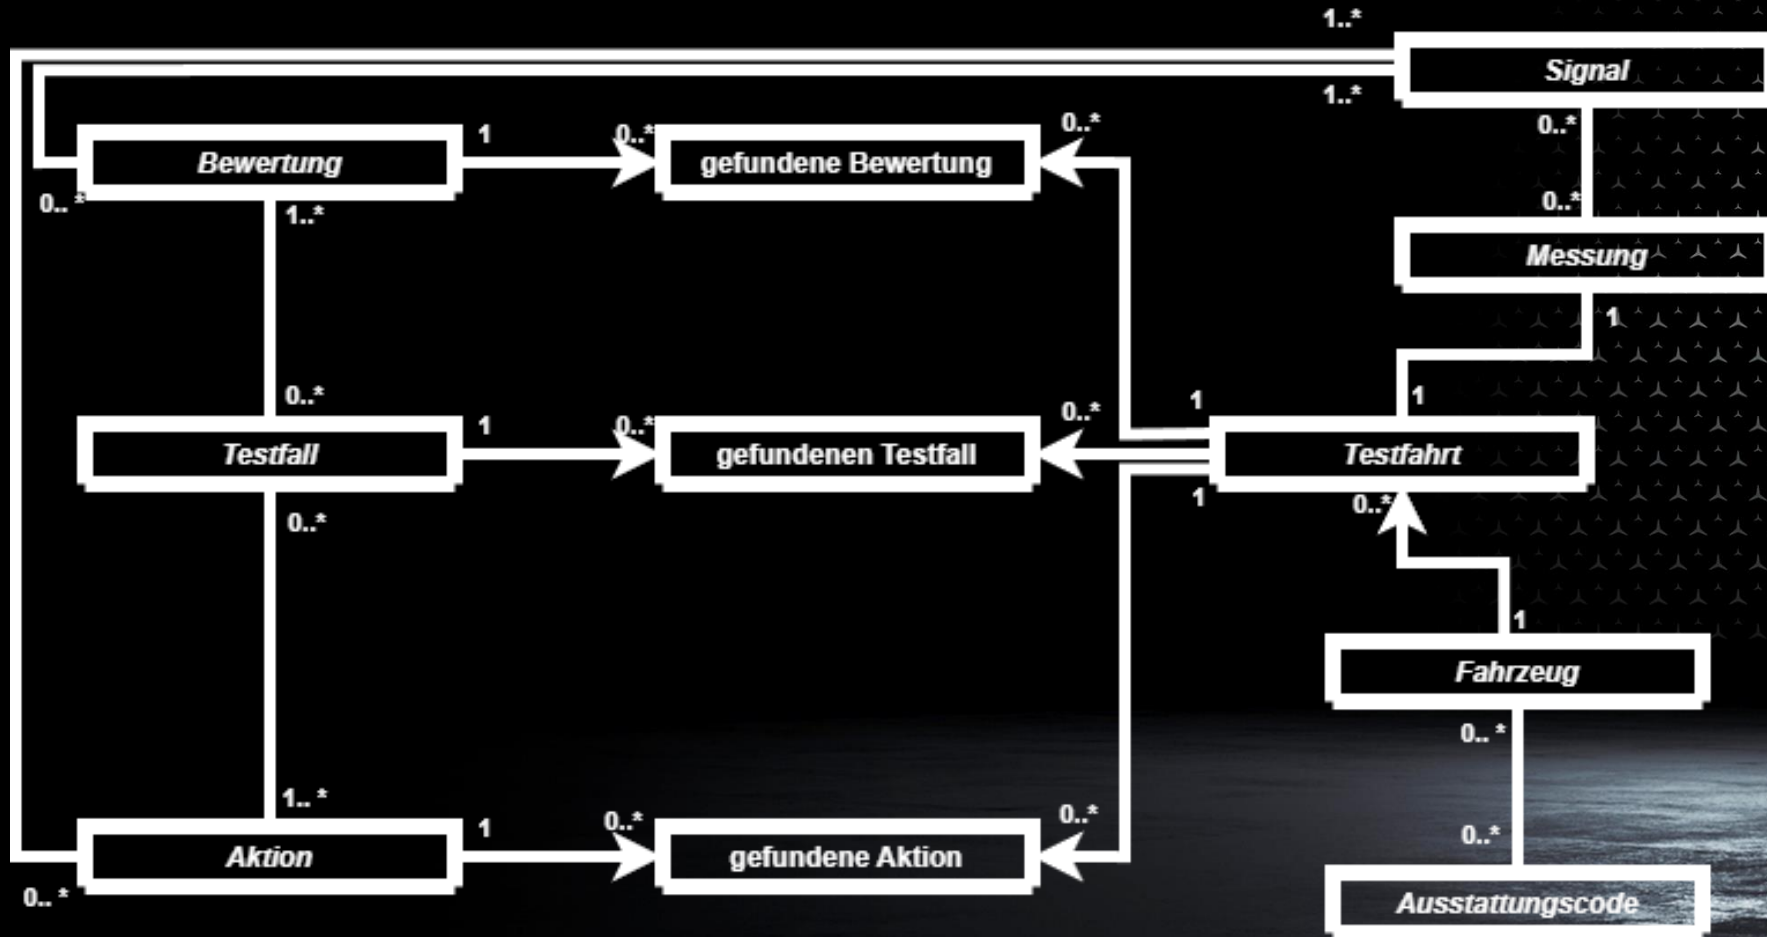 1..*
Signal
1..*
0..*
1
0..*
0..*
Bewertung
gefundene Bewertung
0.. *
1..*
0..*
Messung
1
0..*
1
0..*
0..*
1
1
Testfall
gefundenen Testfall
Testfahrt
0..*
1
0..*
1
Fahrzeug
0.. *
1.. *
1
0..*
0..*
0..*
Aktion
gefundene Aktion
0.. *
Ausstattungscode